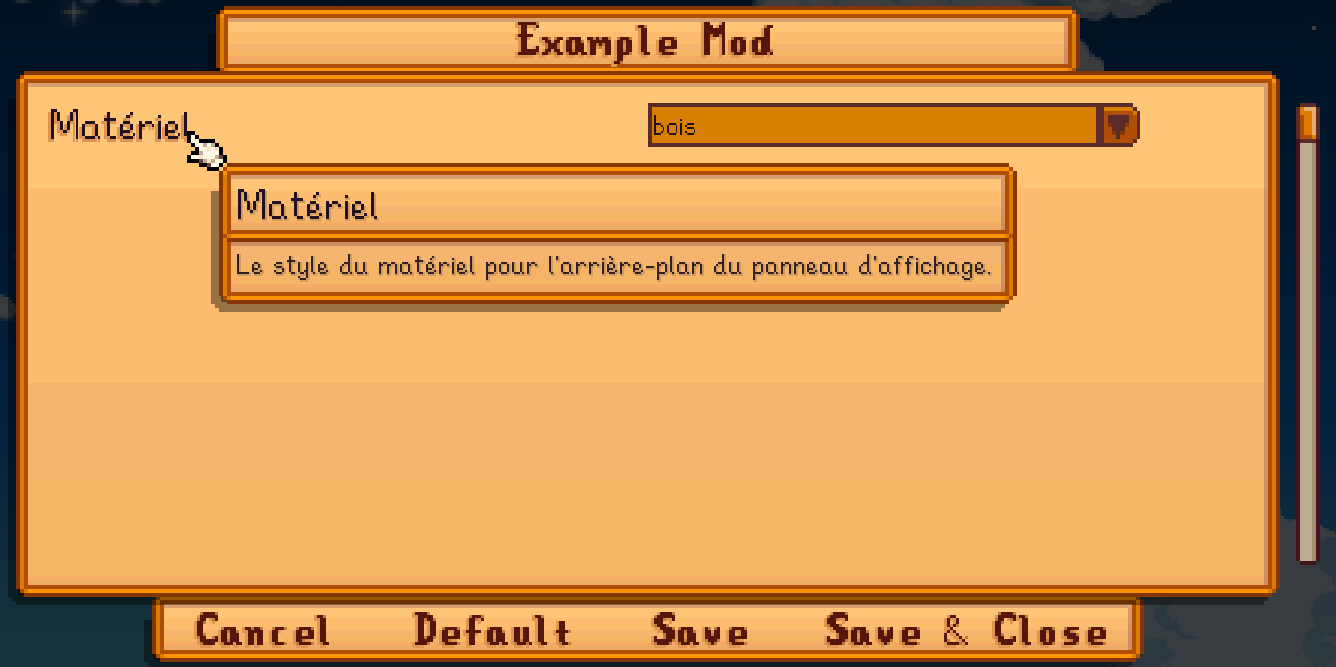 Example Mod
Matériel
bois
Matériel
Le style du matériel pour l'arrière-plan du panneau d'affichage.
Cancel Default Save Save & Close